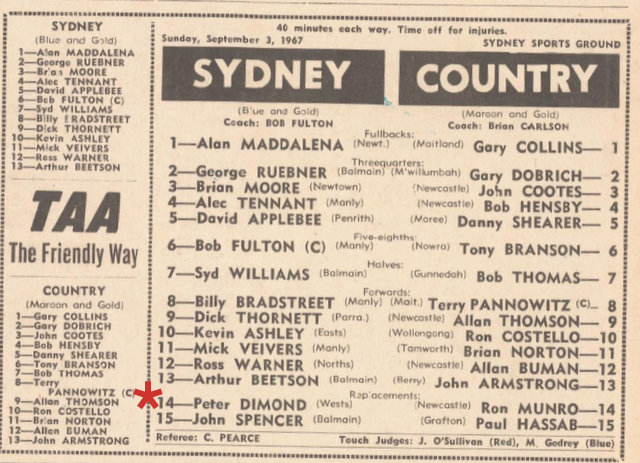 SYDNEY
(Blue and Gold)
1—Alan MADDALENA
2—George RUEBNER
3—Brian MOORE
4—Alec TENNANT
5—David APPLEBEE
6—Bob FULTON (C)
7—Syd WILLIAMS
8—Billy BRADSTREET
9—Dick THORNETT
10—Kevin ASHLEY
11—Mick VEIVERS
12—Ross WARNER
13—Arthur BEETSON
TAA
The Friendly Way
COUNTRY
(Maroon and Gold)
1—Gary COLLINS
2—Gary DOBRICH
3—John COOTES
4—Bob HENSBY
5—Danny SHEARER
6—Tony BRANSON
7—Bob THOMAS
8—Terry
PANNOWITZ (C)
9—Allan THOMSON
10—Ron COSTELLO
11—Brian NORTON
12—Allan BUMAN
13—John ARMSTRONG
40 minutes each way. Time off for injuries.
Sunday, September 3, 1967 SYDNEY SPORTS GROUND
SYDNEY COUNTRY
(Blue and Gold) (Maroon and Gold)
Coach: BOB FULTON Coach: Brian CARLSON
Fullbacks:
1—Alan MADDALENA (Newt.) (Maitland) Gary COLLINS— 1
Threequarters:
2—George RUEBNER (Balmain) (M'willumbah) Gary DOBRICH— 2
3—Brian MOORE (Newtown) (Newcastle) John COOTES— 3
4—Alec TENNANT (Manly) (Newcastle) Bob HENSBY— 4
5—David APPLEBEE (Penrith) (Moree) Danny SHEARER— 5
Five-eighths:
6—Bob FULTON (C) (Manly) (Nowra) Tony BRANSON— 6
Halves:
7—Syd WILLIAMS (Balmain) (Gunnedah) Bob THOMAS— 7
Forwards:
8—Billy BRADSTREET (Manly) (Mait.) Terry PANNOWITZ (C)— 8
9—Dick THORNETT (Parra.) (Newcastle) Allan THOMSON— 9
10—Kevin ASHLEY (Easts) (Wollongong) Ron COSTELLO—10
11—Mick VEIVERS (Manly) (Tamworth) Brian NORTON—11
12—Ross WARNER (Norths) (Newcastle) Allan BUMAN—12
13—Arthur BEETSON (Balmain) (Berry) John ARMSTRONG—13
Replacements:
14—Peter DIMOND (Wests) (Newcastle) Ron MUNRO—14
15—John SPENCER (Balmain) (Grafton) Paul HASSAB—15
Referee: C. PEARCE Touch Judges: J. O'Sullivan (Red), M. Godrey (Blue)